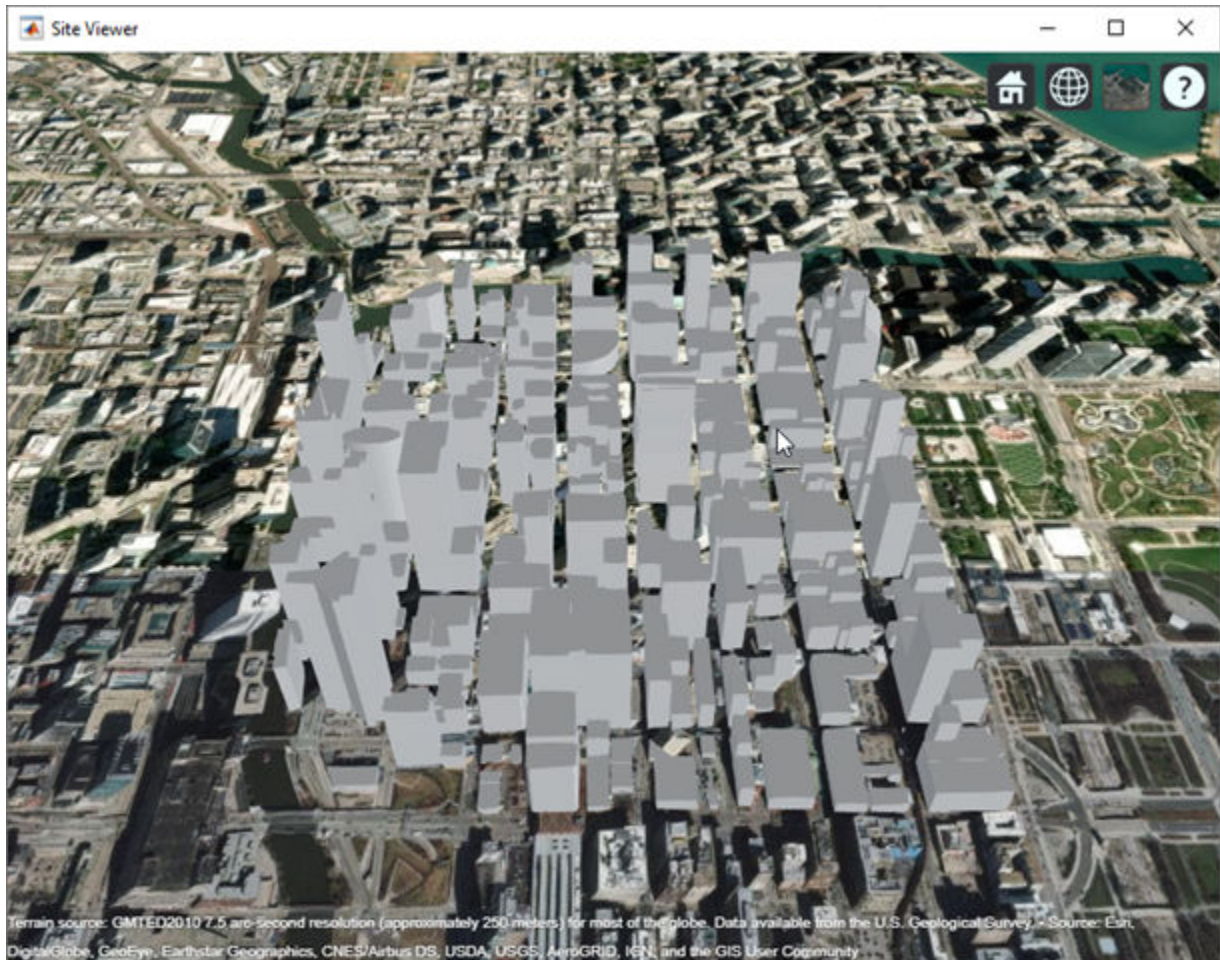 Site Viewer
?
Terrain source: GMTED2010 7.5 arc-second resolution (approximately 250 meters) for most of the globe. Data available from the U.S. Geological Survey. • Source: Esri,
DigitalGlobe, GeoEye, Earthstar Geographics, CNES/Airbus DS, USDA, USGS, AeroGRID, IGN, and the GIS User Community